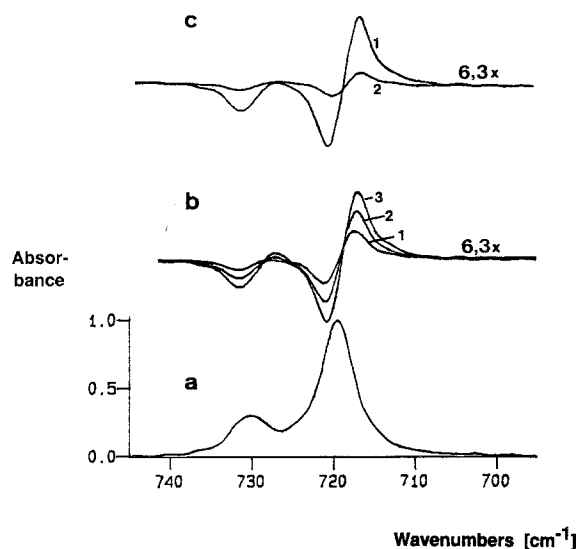 c
1
6,3x
2
b
3
2
1
6,3x
Absor-
bance
1.0
0.5
0.0
a
740 730 720 710 700
Wavenumbers [cm-1]